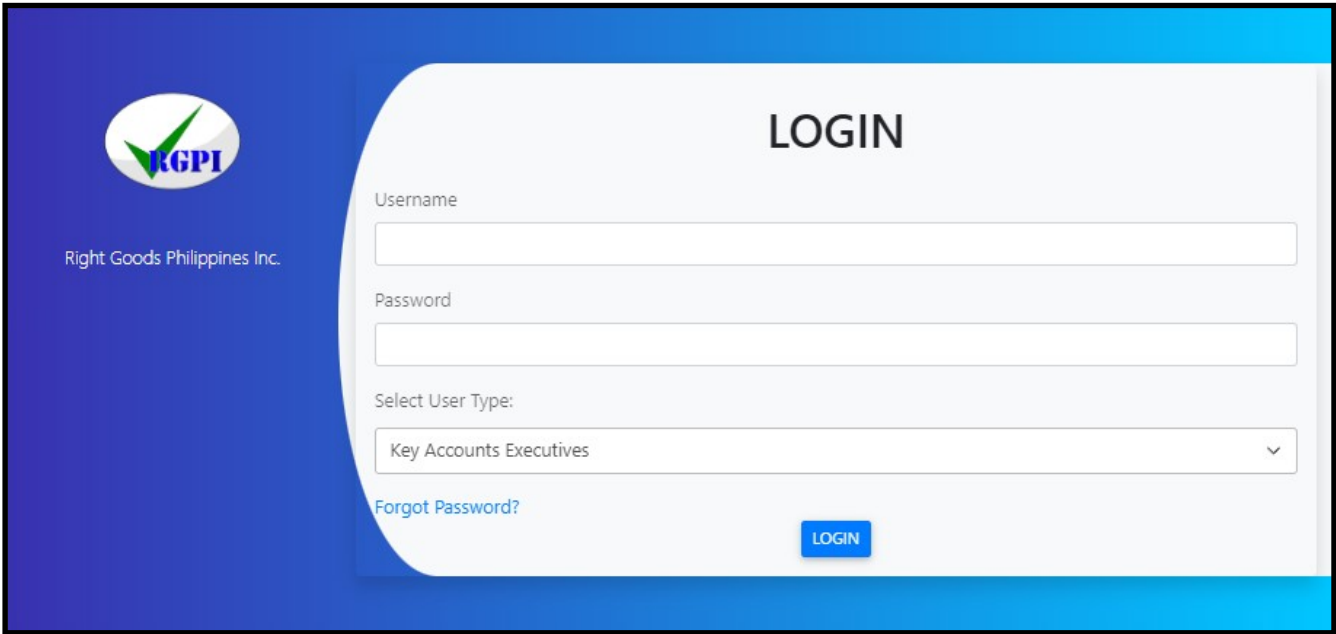 RGPI
Right Goods Philippines Inc.
LOGIN
Username
Password
Select User Type:
Key Accounts Executives
Forgot Password?
LOGIN